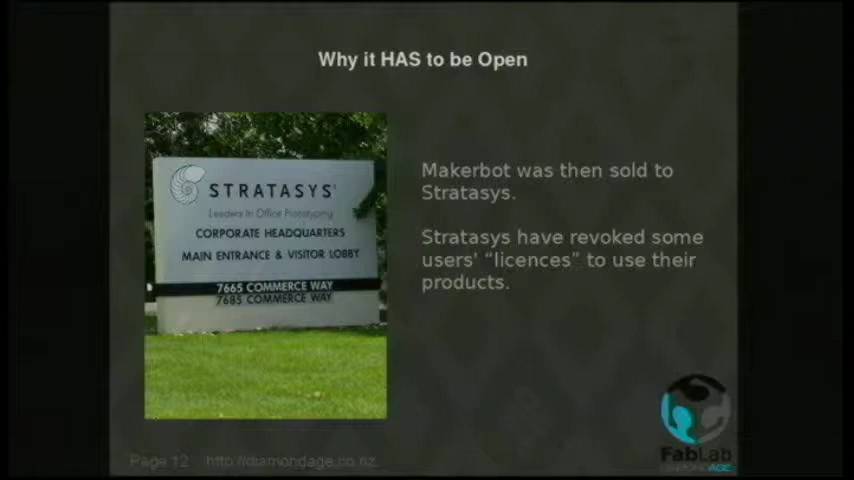 Why it HAS to be Open
STRATASYS
Leaders in Office Prototyping
CORPORATE HEADQUARTERS
MAIN ENTRANCE & VISITOR LOBBY
7665 COMMERCE WAY
7685 COMMERCE WAY
Makerbot was then sold to
Stratasys.
Stratasys have revoked some
users' “licences” to use their
products.
FabLab
DIAMONDAGE
Page 12 http://diamondage.co.nz